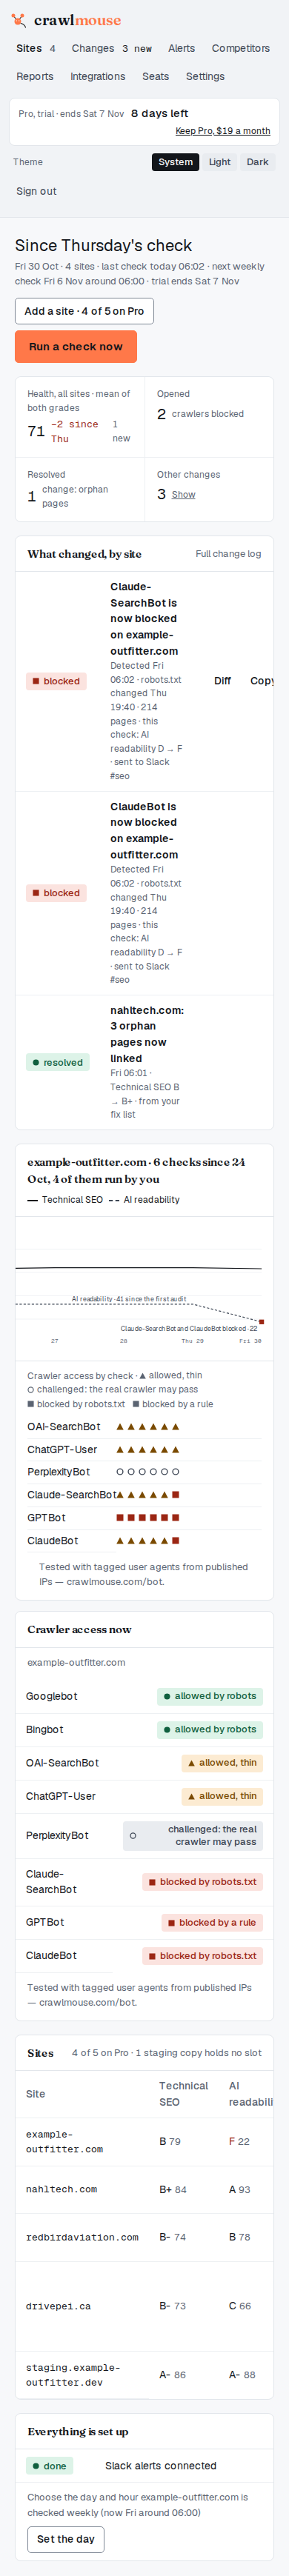 crawlmouse
Sites 4 Changes 3 new Alerts Competitors
Reports Integrations Seats Settings
Pro, trial · ends Sat 7 Nov 8 days left
Keep Pro, $19 a month
Theme System Light Dark
Sign out
Since Thursday's check
Fri 30 Oct · 4 sites · last check today 06:02 · next weekly
check Fri 6 Nov around 06:00 · trial ends Sat 7 Nov
Add a site · 4 of 5 on Pro
Run a check now
Health, all sites · mean of
both grades
71 −2 since
Thu
1
new
Opened
2 crawlers blocked
Resolved
1 change: orphan
pages
Other changes
3 Show
What changed, by site Full change log
blocked
Claude-
SearchBot is
now blocked
on example-
outfitter.com
Detected Fri
06:02 · robots.txt
changed Thu
19:40 · 214
pages · this
check: AI
readability D → F
· sent to Slack
#seo
Diff Copy
blocked
ClaudeBot is
now blocked
on example-
outfitter.com
Detected Fri
06:02 · robots.txt
changed Thu
19:40 · 214
pages · this
check: AI
readability D → F
· sent to Slack
#seo
resolved
nahltech.com:
3 orphan
pages now
linked
Fri 06:01 ·
Technical SEO B
→ B+ · from your
fix list
example-outfitter.com · 6 checks since 24
Oct, 4 of them run by you
Technical SEO AI readability
AI readability · 41 since the first audit
Claude-SearchBot and ClaudeBot blocked · 22
27 28 Thu 29 Fri 30
Crawler access by check · ▲ allowed, thin
○ challenged: the real crawler may pass
■ blocked by robots.txt ■ blocked by a rule
OAI-SearchBot ▲ ▲ ▲ ▲ ▲ ▲
ChatGPT-User ▲ ▲ ▲ ▲ ▲ ▲
PerplexityBot ○ ○ ○ ○ ○ ○
Claude-SearchBot ▲ ▲ ▲ ▲ ▲ ■
GPTBot ■ ■ ■ ■ ■ ■
ClaudeBot ▲ ▲ ▲ ▲ ▲ ■
Tested with tagged user agents from published
IPs — crawlmouse.com/bot.
Crawler access now
example-outfitter.com
Googlebot ● allowed by robots
Bingbot ● allowed by robots
OAI-SearchBot ▲ allowed, thin
ChatGPT-User ▲ allowed, thin
PerplexityBot ○ challenged: the real
crawler may pass
Claude-
SearchBot ■ blocked by robots.txt
GPTBot ■ blocked by a rule
ClaudeBot ■ blocked by robots.txt
Tested with tagged user agents from published IPs
— crawlmouse.com/bot.
Sites 4 of 5 on Pro · 1 staging copy holds no slot
Site Technical
SEO
AI
readabili
example-
outfitter.com B 79 F 22
nahltech.com B+ 84 A 93
redbirdaviation.com B- 74 B 78
drivepei.ca B- 73 C 66
staging.example-
outfitter.dev A- 86 A- 88
Everything is set up
done Slack alerts connected
Choose the day and hour example-outfitter.com is
checked weekly (now Fri around 06:00)
Set the day